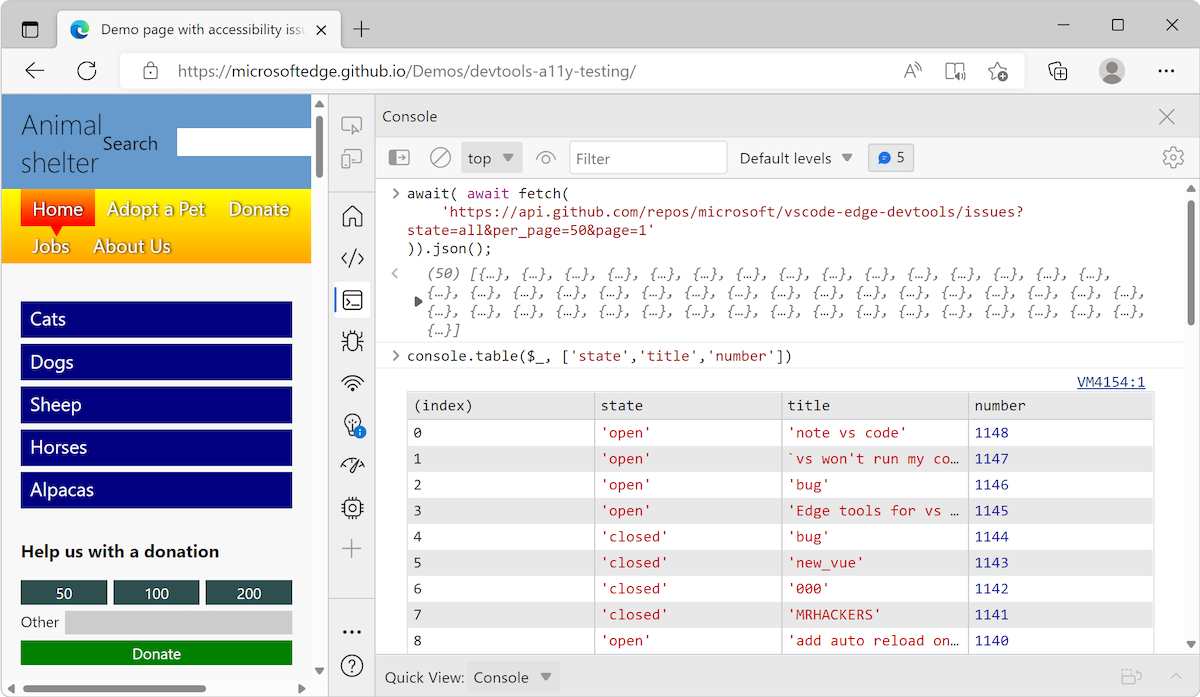 Demo page with accessibility iss
https://microsoftedge.github.io/Demos/devtools-a11y-testing/
Animal
shelter
Search
Home Adopt a Pet Donate
Jobs About Us
Cats
Dogs
Sheep
Horses
Alpacas
Help us with a donation
50 100 200
Other
Donate
Console
top Filter Default levels 5
await( await fetch(
'https://api.github.com/repos/microsoft/vscode-edge-devtools/issues?
state=all&per_page=50&page=1'
)).json();
(50) [{…}, {…}, {…}, {…}, {…}, {…}, {…}, {…}, {…}, {…}, {…}, {…}, {…}, {…}, {…},
{…}, {…}, {…}, {…}, {…}, {…}, {…}, {…}, {…}, {…}, {…}, {…}, {…}, {…}, {…}, {…}, {…},
{…}, {…}, {…}, {…}, {…}, {…}, {…}, {…}, {…}, {…}, {…}, {…}, {…}, {…}, {…}, {…}, {…},
{…}]
console.table($_, ['state','title','number'])
VM4154:1
(index) state title number
0 'open' 'note vs code' 1148
1 'open' `vs won't run my co… 1147
2 'open' 'bug' 1146
3 'open' 'Edge tools for vs … 1145
4 'closed' 'bug' 1144
5 'closed' 'new_vue' 1143
6 'closed' '000' 1142
7 'closed' 'MRHACKERS' 1141
8 'open' 'add auto reload on… 1140
Quick View: Console